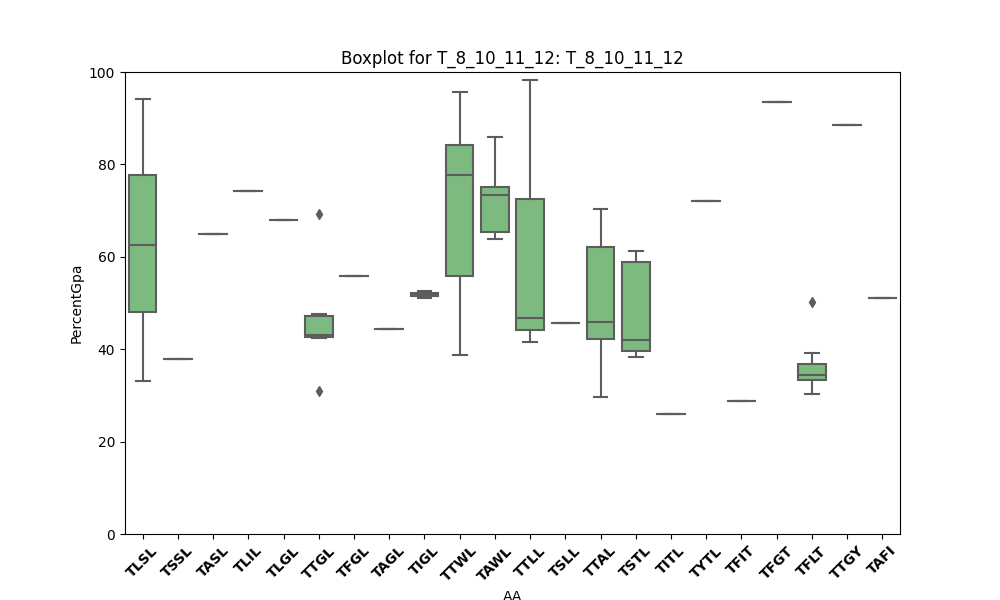 Boxplot for T_8_10_11_12: T_8_10_11_12
100
80
60
40
20
0
PercentGpa
TLSL
TSSL
TASL
TLIL
TLGL
TTGL
TFGL
TAGL
TIGL
TTWL
TAWL
TTLL
TSLL
TTAL
TSTL
TITL
TYTL
TFIT
TFGT
TFLT
TTGY
TAFI
AA